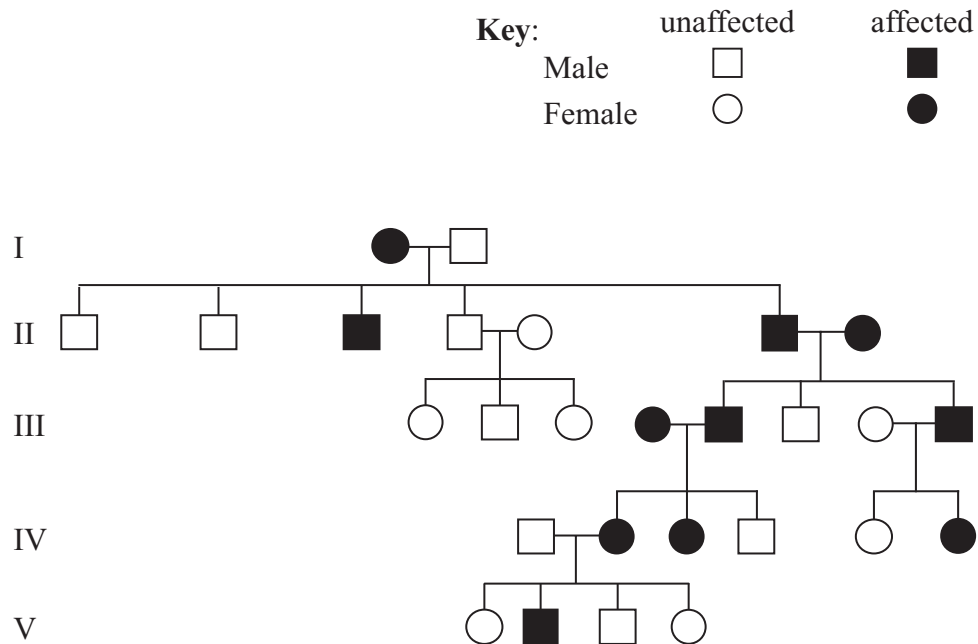 Key: unaffected affected
Male
Female
I
II
III
IV
V